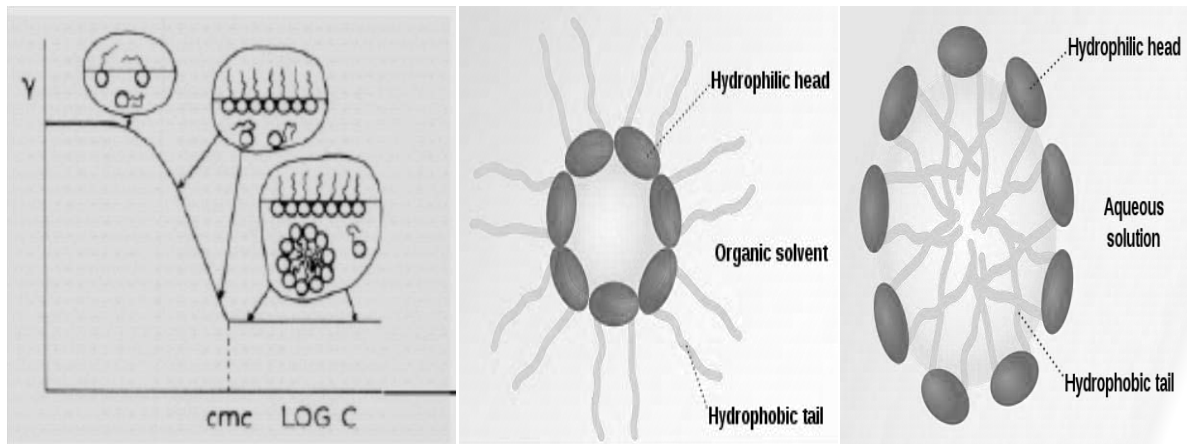 γ
cmc LOG C
Hydrophilic head
Organic solvent
Hydrophobic tail
Hydrophilic head
Aqueous
solution
Hydrophobic tail